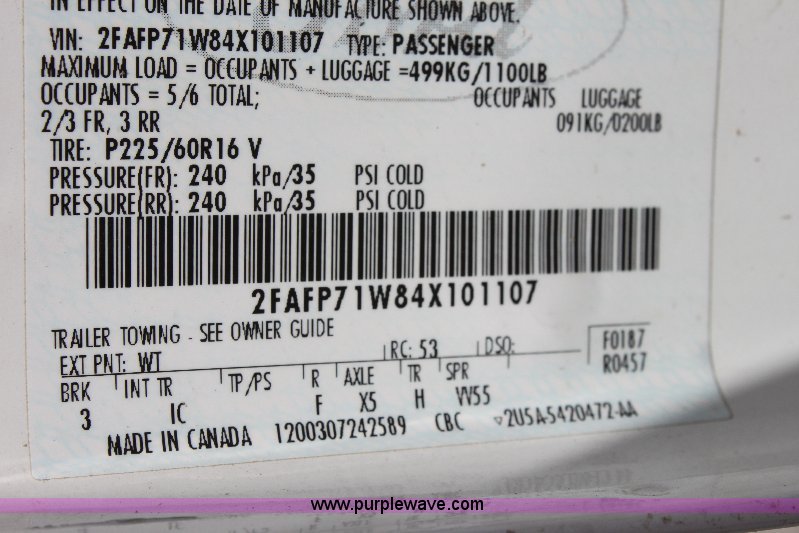 IN EFFECT ON THE DATE OF MANUFACTURE SHOWN ABOVE.
VIN: 2FAFP71W84X101107 TYPE: PASSENGER
MAXIMUM LOAD = OCCUPANTS + LUGGAGE =499KG/1100LB
OCCUPANTS = 5/6 TOTAL; OCCUPANTS LUGGAGE
2/3 FR, 3 RR 091KG/0200LB
TIRE: P225/60R16 V
PRESSURE(FR): 240 kPa/35 PSI COLD
PRESSURE(RR): 240 kPa/35 PSI COLD
2FAFP71W84X101107
TRAILER TOWING - SEE OWNER GUIDE
EXT PNT: WT RC: 53 DSO: F0187
R0457
BRK INT TR TP/PS R AXLE TR SPR
3 IC F X5 H VV55
MADE IN CANADA 1200307242589 CBC 2U5A-5420472-AA
www.purplewave.com